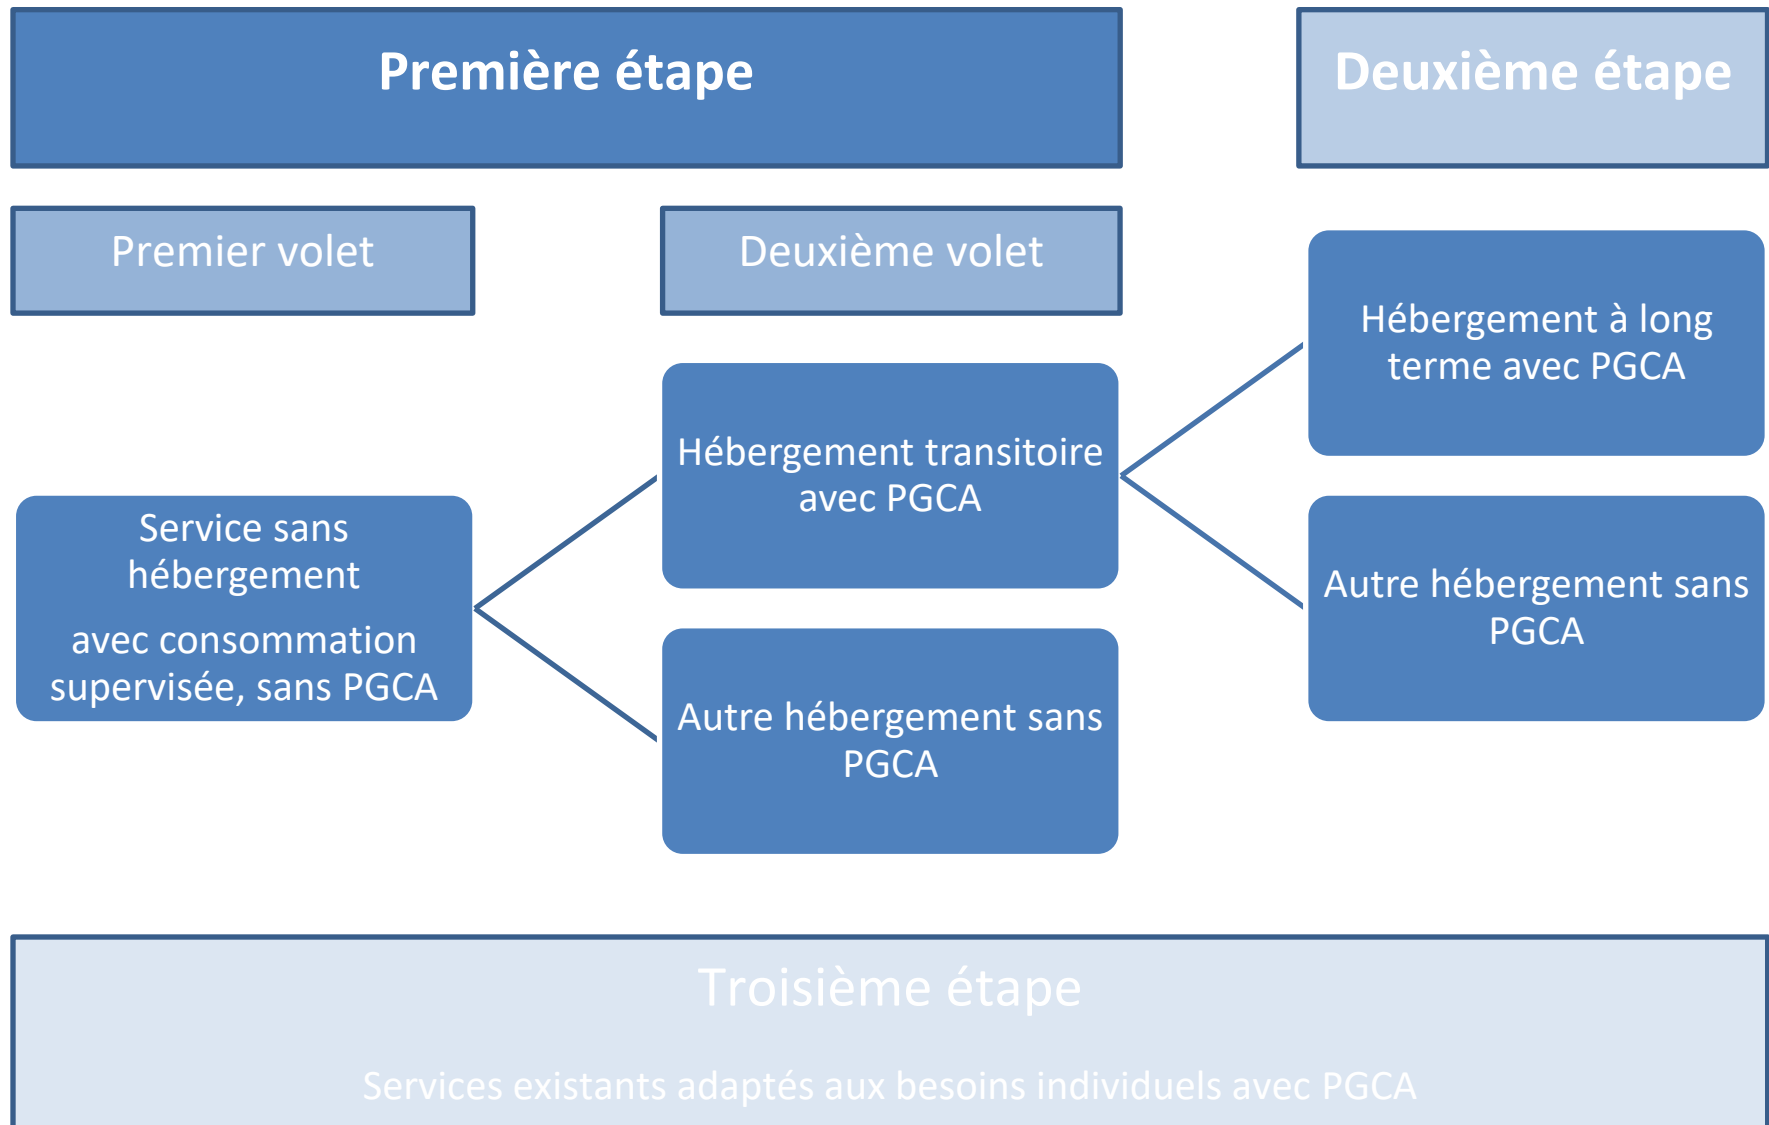 Première étape
Deuxième étape
Premier volet
Deuxième volet
Service sans
hébergement
avec consommation
supervisée, sans PGCA
Hébergement transitoire
avec PGCA
Autre hébergement sans
PGCA
Hébergement à long
terme avec PGCA
Autre hébergement sans
PGCA
Troisième étape
Services existants adaptés aux besoins individuels avec PGCA